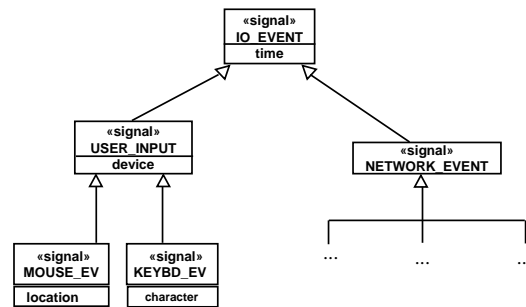 «signal»
IO_EVENT
time
«signal»
USER_INPUT
device
«signal»
NETWORK_EVENT
«signal»
MOUSE_EV
location
«signal»
KEYBD_EV
character
...
...
...